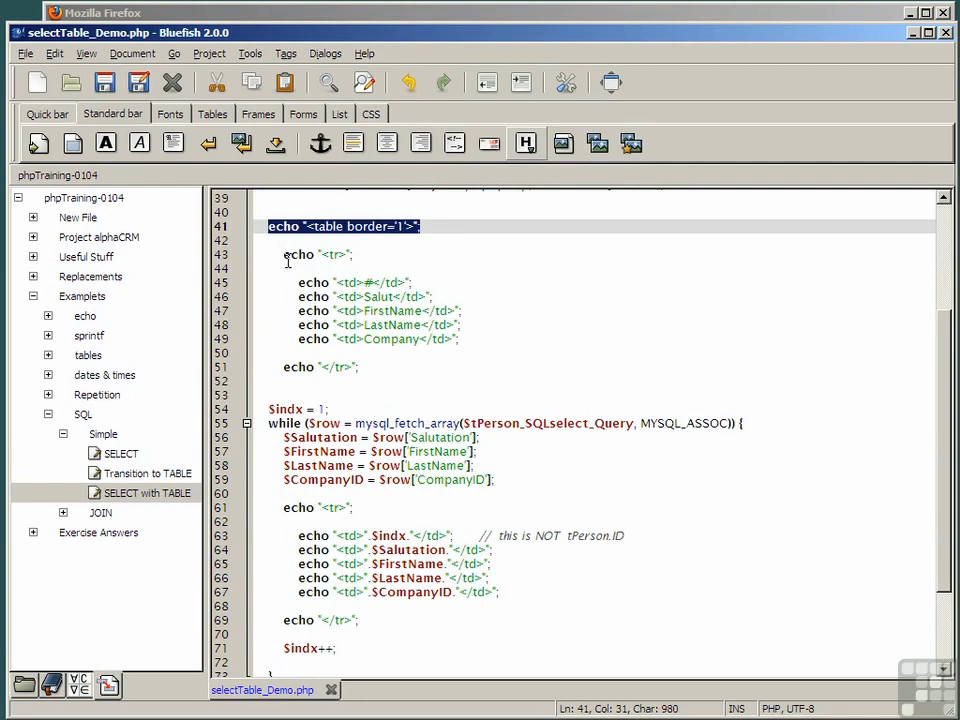 Mozilla Firefox
selectTable_Demo.php - Bluefish 2.0.0
File Edit View Document Go Project Tools Tags Dialogs Help
Quick bar Standard bar Fonts Tables Frames Forms List CSS
phpTraining-0104
phpTraining-0104
New File
Project alphaCRM
Useful Stuff
Replacements
Examplets
echo
sprintf
tables
dates & times
Repetition
SQL
Simple
SELECT
Transition to TABLE
SELECT with TABLE
JOIN
Exercise Answers
39
40
41 echo "<table border='1'>";
42
43 echo "<tr>";
44
45 echo "<td>#</td>";
46 echo "<td>Salut</td>";
47 echo "<td>FirstName</td>";
48 echo "<td>LastName</td>";
49 echo "<td>Company</td>";
50
51 echo "</tr>";
52
53
54 $indx = 1;
55 while ($row = mysql_fetch_array($tPerson_SQLselect_Query, MYSQL_ASSOC)) {
56 $Salutation = $row['Salutation'];
57 $FirstName = $row['FirstName'];
58 $LastName = $row['LastName'];
59 $CompanyID = $row['CompanyID'];
60
61 echo "<tr>";
62
63 echo "<td>".$indx."</td>"; // this is NOT tPerson.ID
64 echo "<td>".$Salutation."</td>";
65 echo "<td>".$FirstName."</td>";
66 echo "<td>".$LastName."</td>";
67 echo "<td>".$CompanyID."</td>";
68
69 echo "</tr>";
70
71 $indx++;
72
}
selectTable_Demo.php
Ln: 41, Col: 31, Char: 980 INS PHP, UTF-8